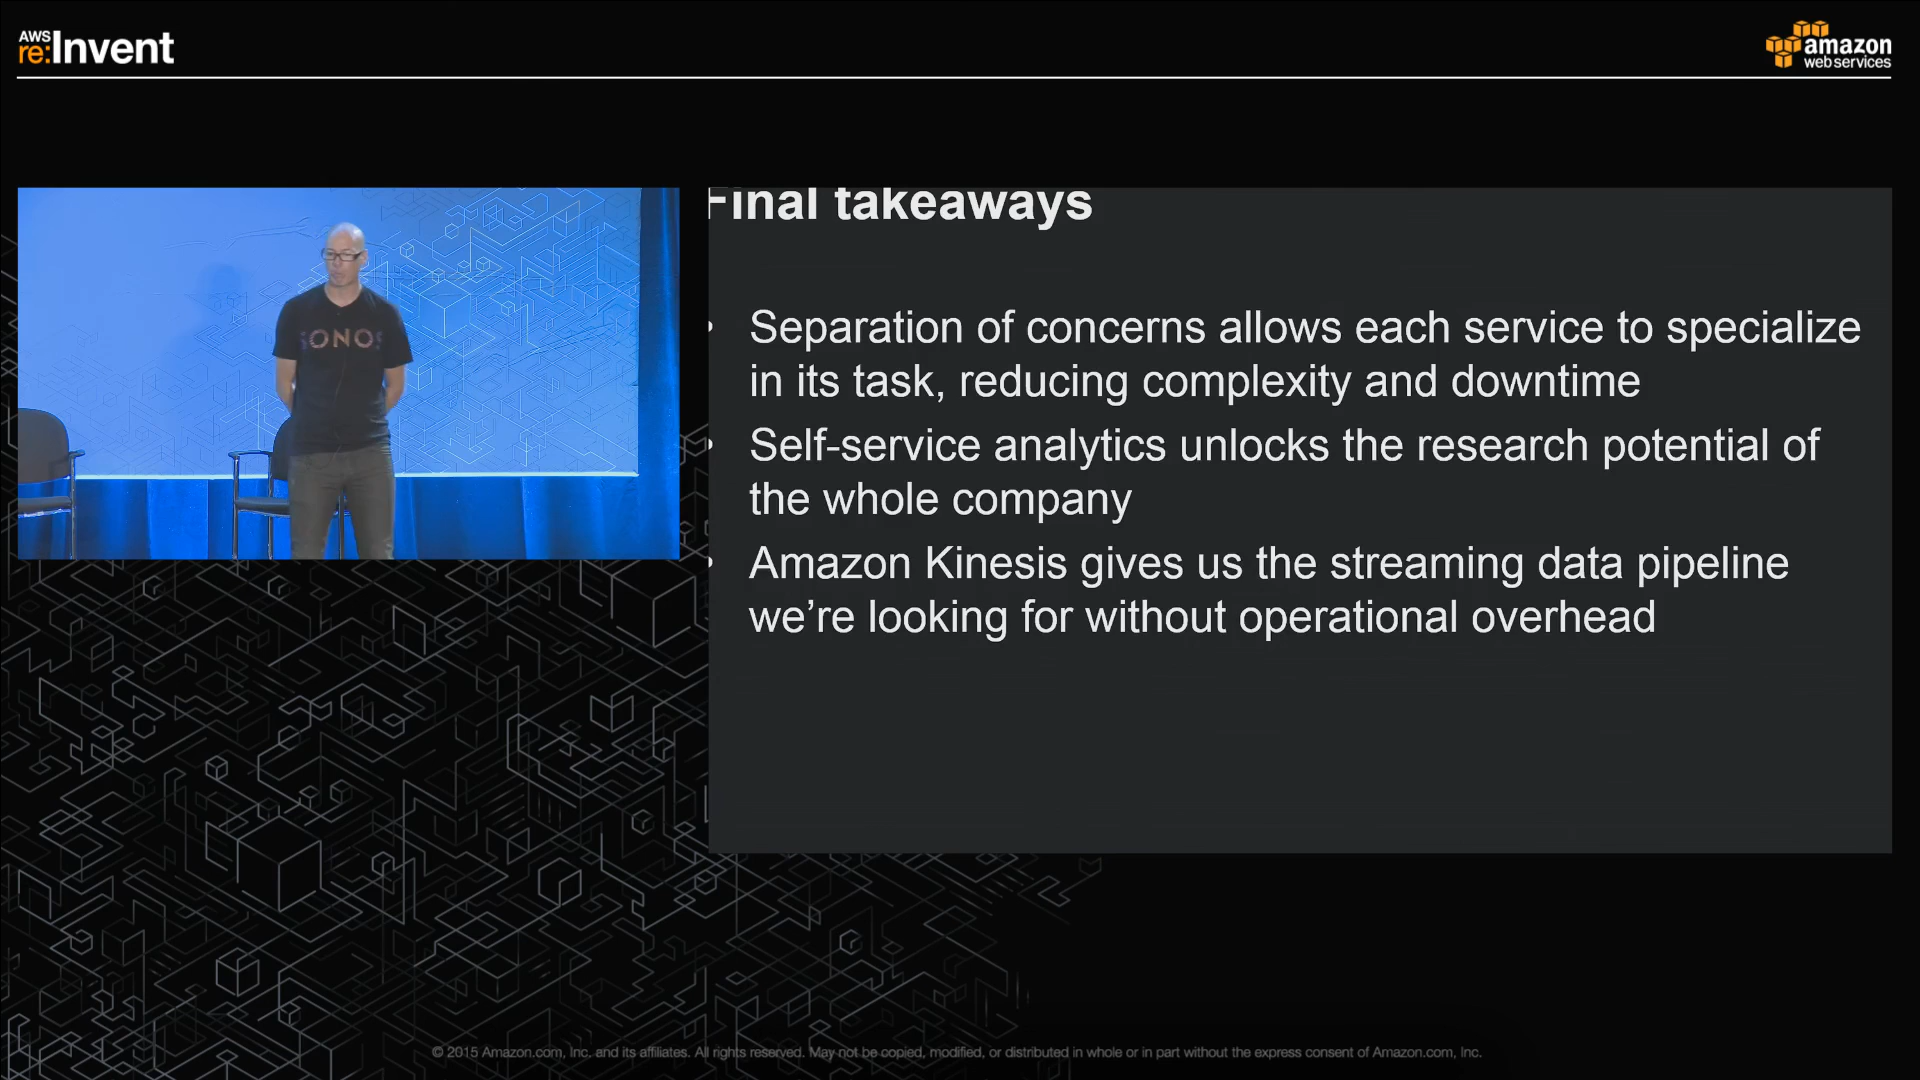 AWS
re:Invent
amazon
web services
Final takeaways
SONOS
• Separation of concerns allows each service to specialize
in its task, reducing complexity and downtime
• Self-service analytics unlocks the research potential of
the whole company
• Amazon Kinesis gives us the streaming data pipeline
we’re looking for without operational overhead
© 2015 Amazon.com, Inc. and its affiliates. All rights reserved. May not be copied, modified, or distributed in whole or in part without the express consent of Amazon.com, Inc.